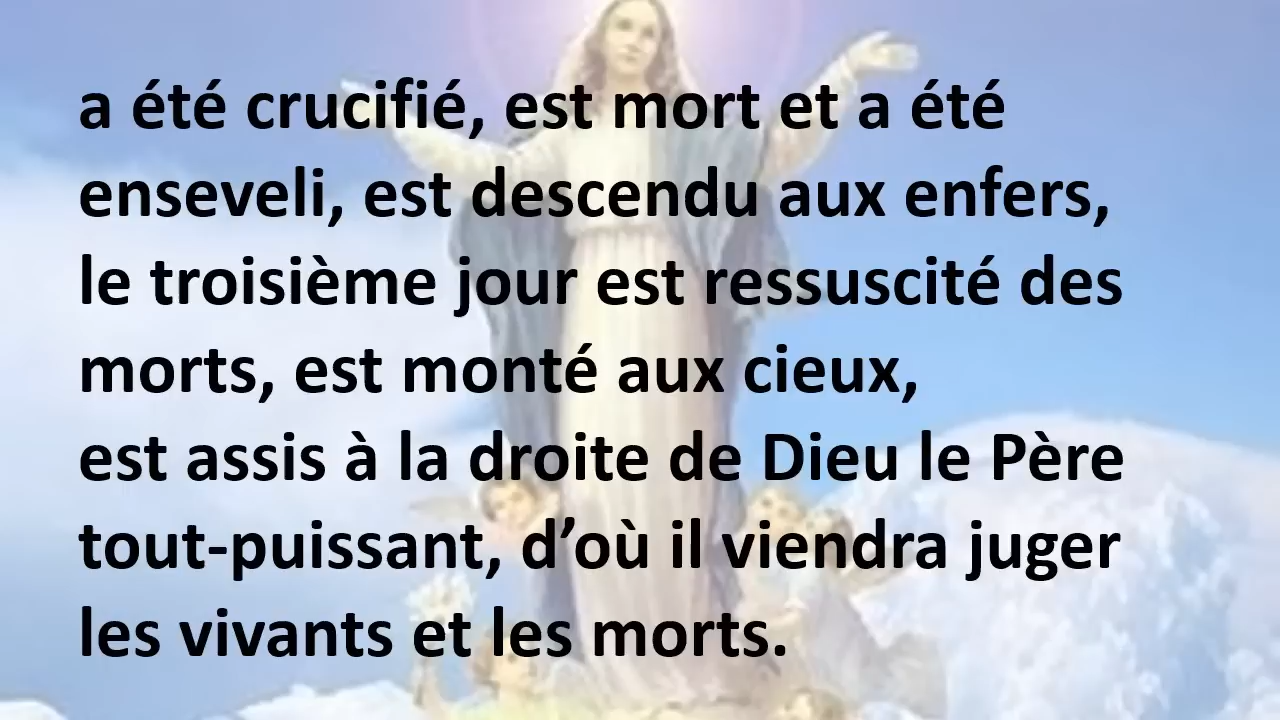 a été crucifié, est mort et a été
enseveli, est descendu aux enfers,
le troisième jour est ressuscité des
morts, est monté aux cieux,
est assis à la droite de Dieu le Père
tout-puissant, d’où il viendra juger
les vivants et les morts.